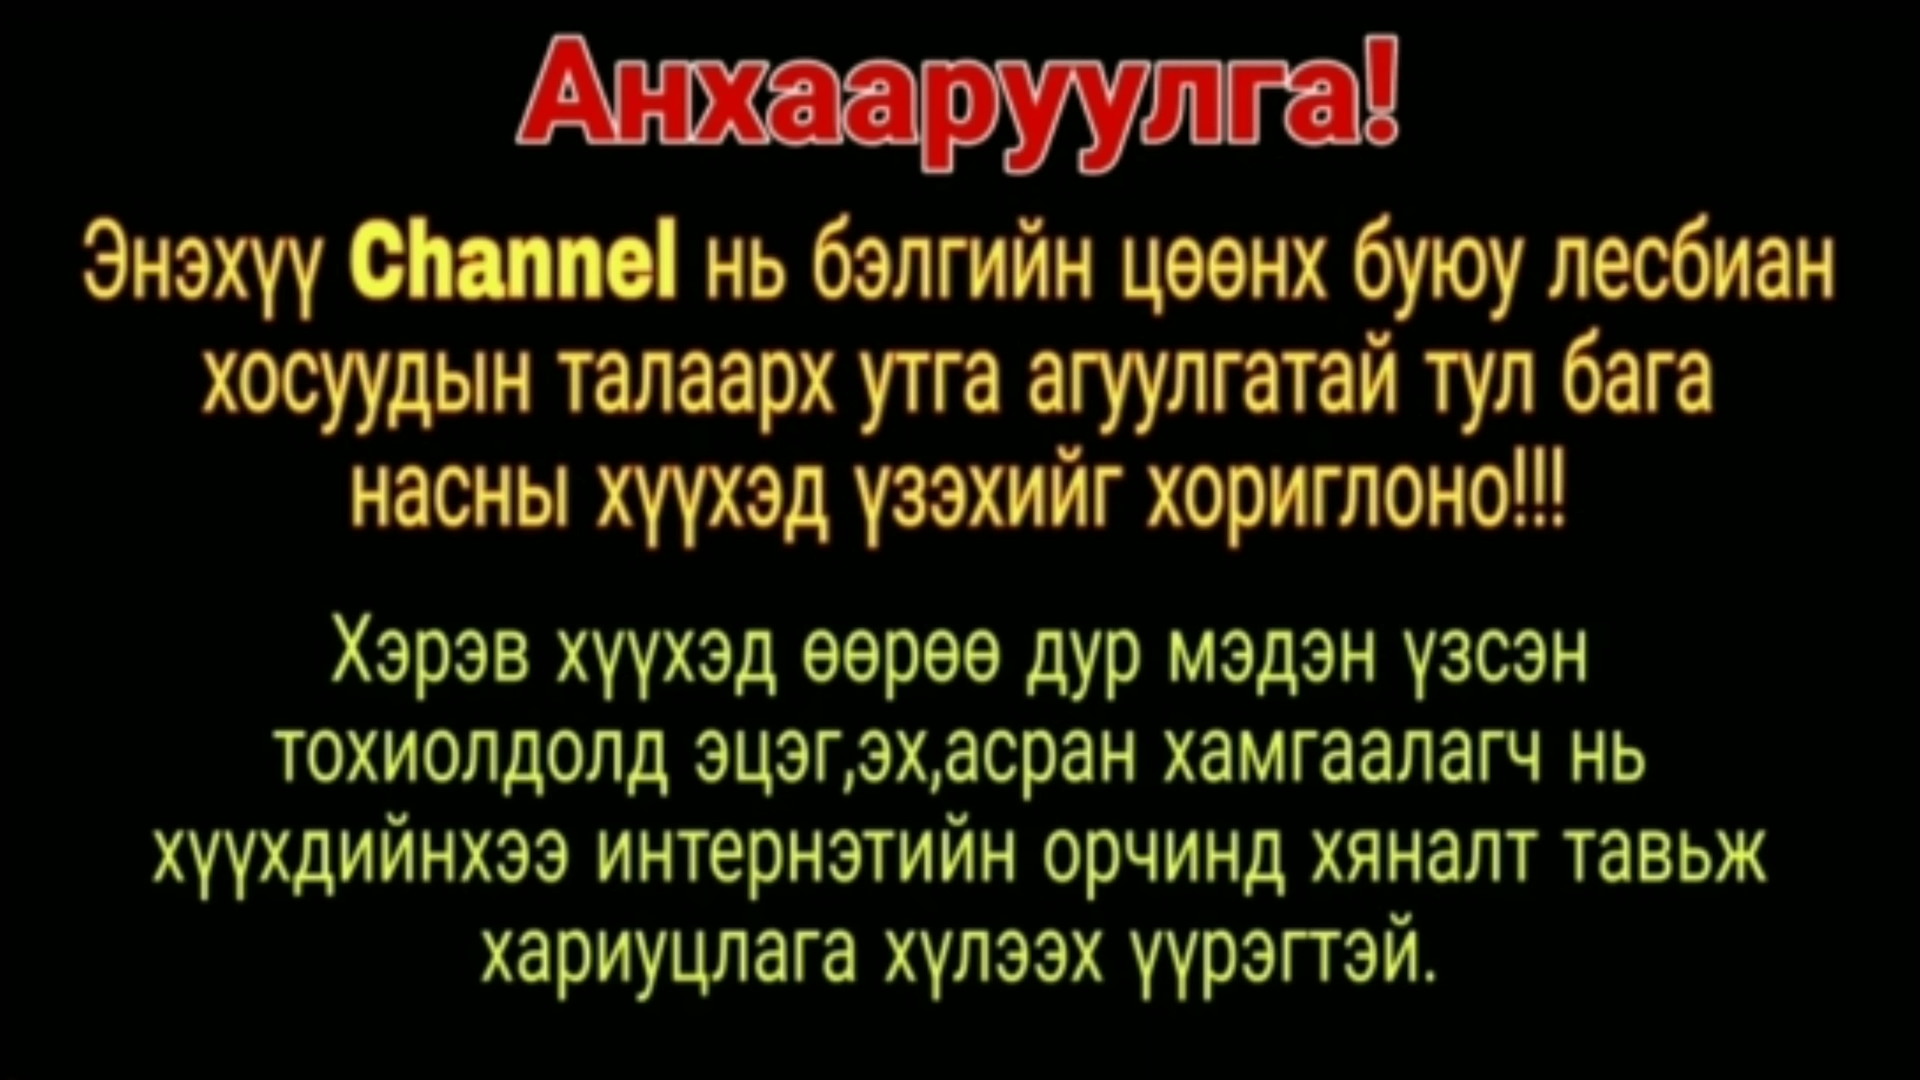 Анхааруулга!
Энэхүү Channel нь бэлгийн цөөнх буюу лесбиан
хосуудын талаарх утга агуулгатай тул бага
насны хүүхэд үзэхийг хориглоно!!!
Хэрэв хүүхэд өөрөө дур мэдэн үзсэн
тохиолдолд эцэг,эх,асран хамгаалагч нь
хүүхдийнхээ интернэтийн орчинд хяналт тавьж
хариуцлага хүлээх үүрэгтэй.